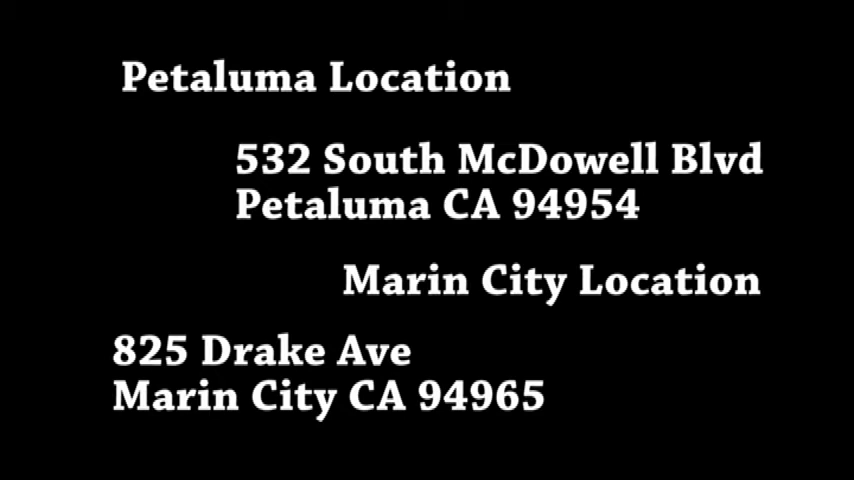 Petaluma Location
532 South McDowell Blvd
Petaluma CA 94954
Marin City Location
825 Drake Ave
Marin City CA 94965